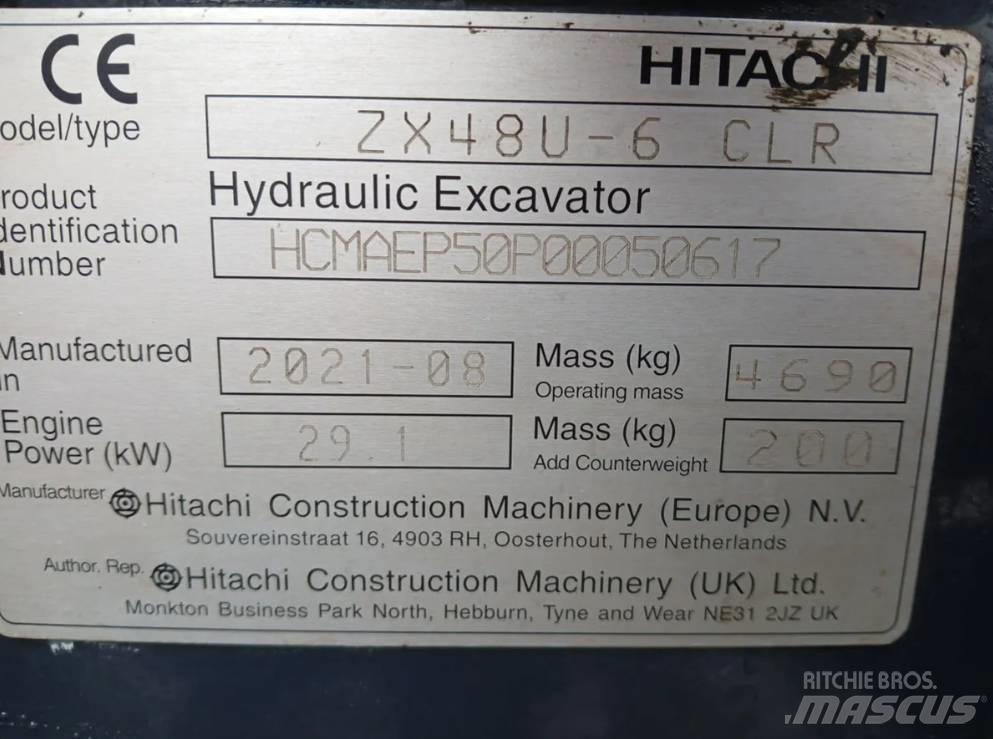 CE HITACHI
odel/type ZX48U-6 CLR
roduct Hydraulic Excavator
dentification
Number HCMAEP50P00050617
Manufactured
in 2021-08 Mass (kg) 4690
Operating mass
Engine
Power (kW) 29.1 Mass (kg) 200
Add Counterweight
Manufacturer Hitachi Construction Machinery (Europe) N.V.
Souvereinstraat 16, 4903 RH, Oosterhout, The Netherlands
Author. Rep. Hitachi Construction Machinery (UK) Ltd.
Monkton Business Park North, Hebburn, Tyne and Wear NE31 2JZ UK
RITCHIE BROS.
MASCUS